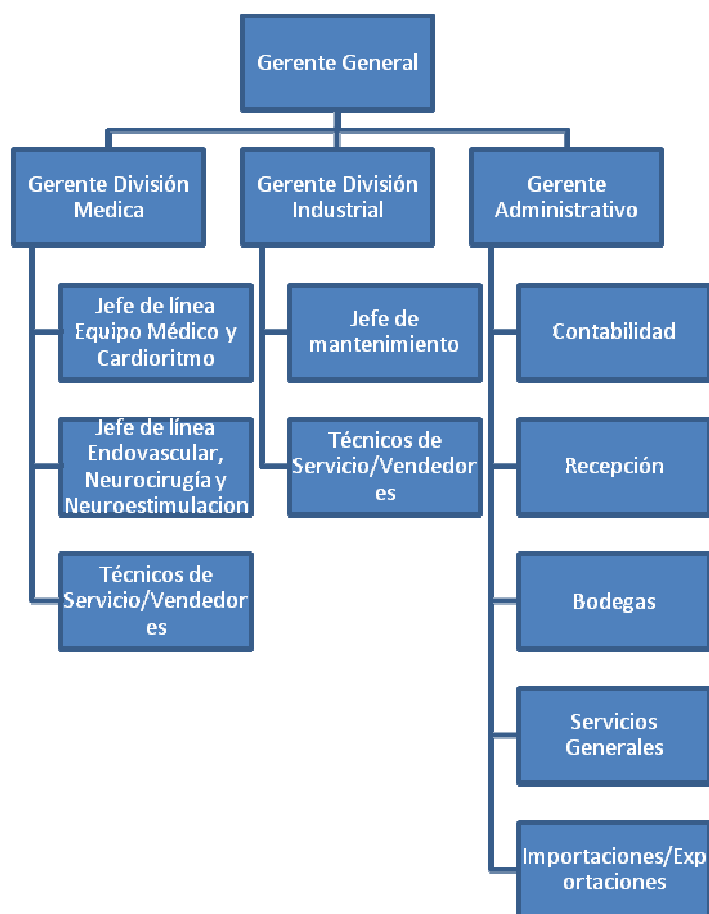 Gerente General
Gerente División
Medica
Gerente División
Industrial
Gerente
Administrativo
Jefe de línea
Equipo Médico y
Cardioritmo
Jefe de línea
Endovascular,
Neurocirugía y
Neuroestimulacion
Técnicos de
Servicio/Vendedor
es
Jefe de
mantenimiento
Técnicos de
Servicio/Vendedor
es
Contabilidad
Recepción
Bodegas
Servicios
Generales
Importaciones/Exp
ortaciones